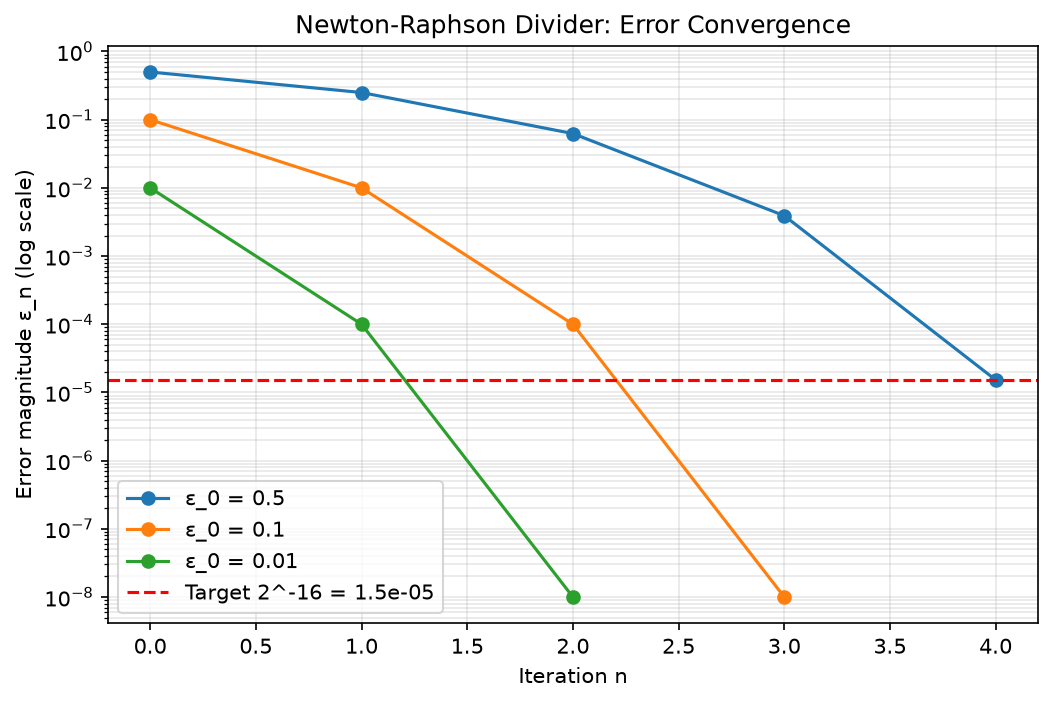 Newton-Raphson Divider: Error Convergence
Error magnitude ε_n (log scale)
10^0
10^-1
10^-2
10^-3
10^-4
10^-5
10^-6
10^-7
10^-8
ε_0 = 0.5
ε_0 = 0.1
ε_0 = 0.01
Target 2^-16 = 1.5e-05
0.0 0.5 1.0 1.5 2.0 2.5 3.0 3.5 4.0
Iteration n